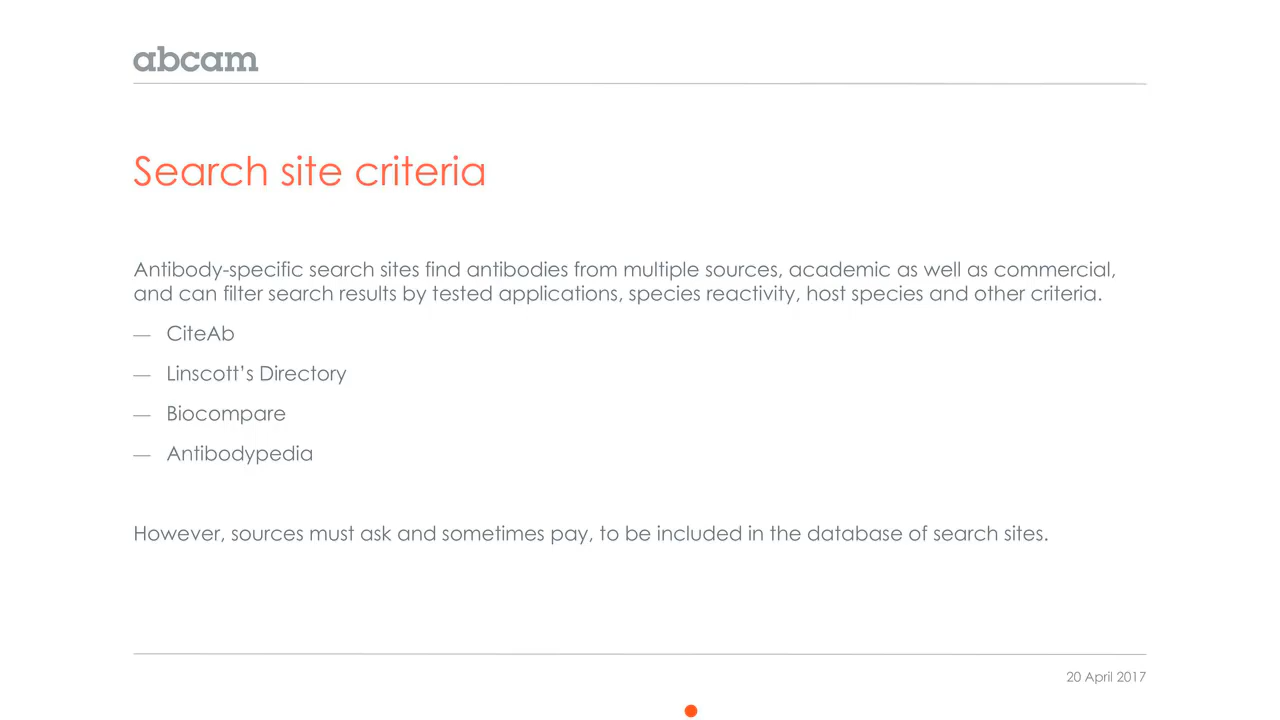 abcam
Search site criteria
Antibody-specific search sites find antibodies from multiple sources, academic as well as commercial,
and can filter search results by tested applications, species reactivity, host species and other criteria.
— CiteAb
— Linscott’s Directory
— Biocompare
— Antibodypedia
However, sources must ask and sometimes pay, to be included in the database of search sites.
20 April 2017